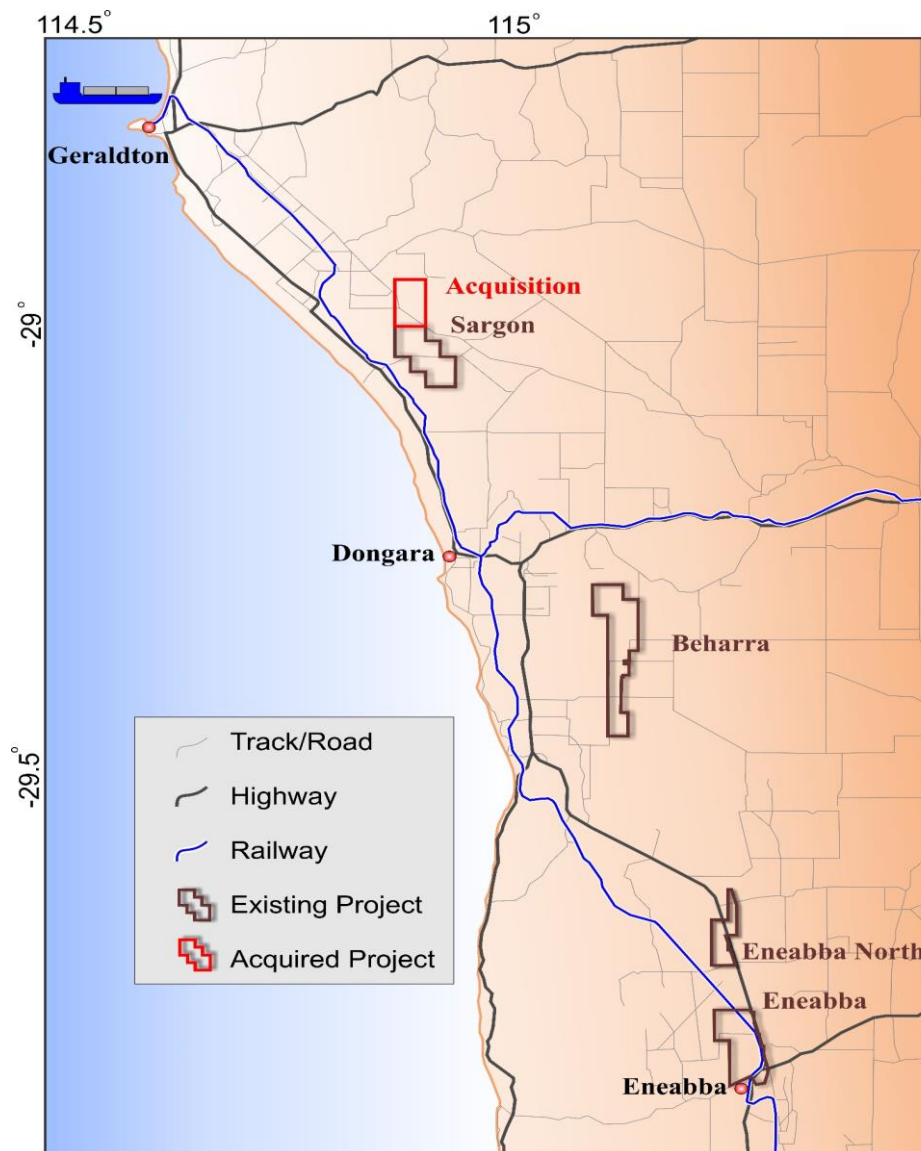 114.5°
115°
Geraldton
Acquisition
Sargon
-29°
Dongara
Beharra
-29.5°
Track/Road
Highway
Railway
Existing Project
Acquired Project
Eneabba North
Eneabba
Eneabba